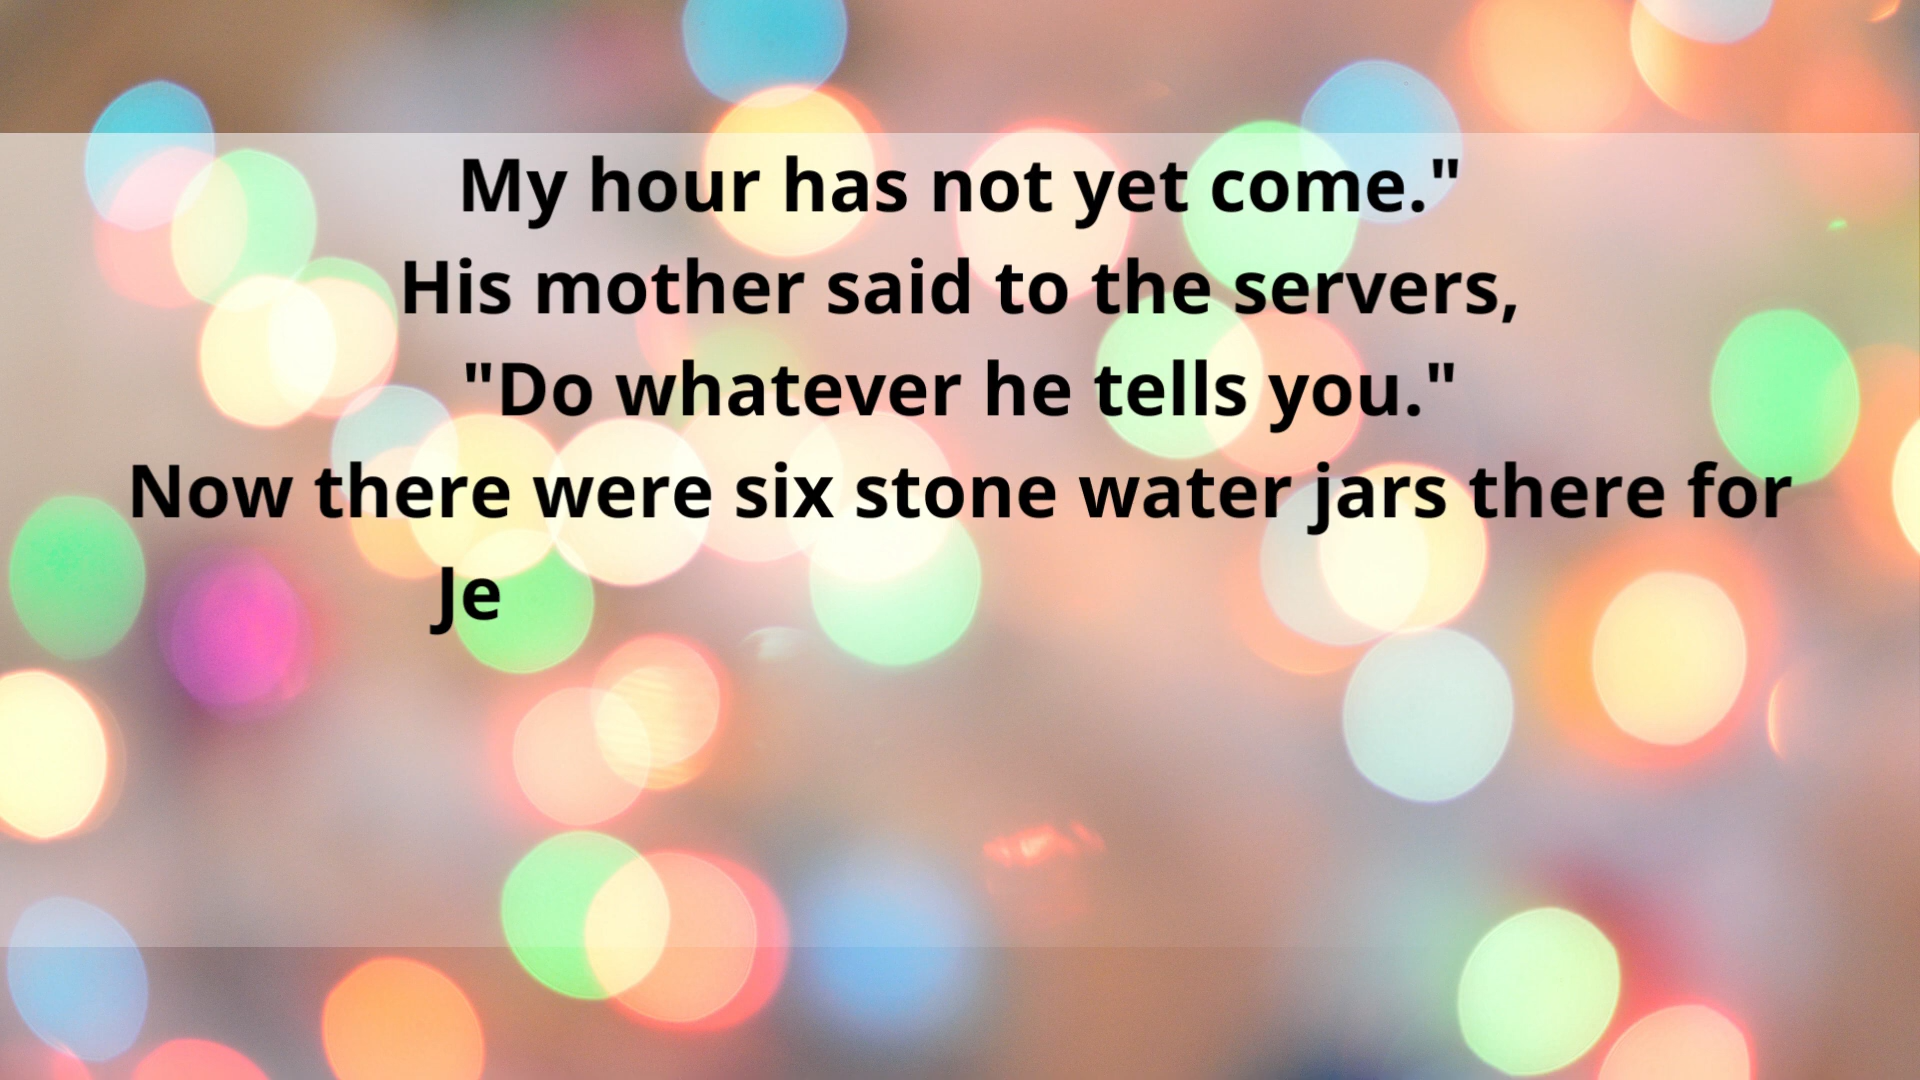 My hour has not yet come."
His mother said to the servers,
"Do whatever he tells you."
Now there were six stone water jars there for
Je